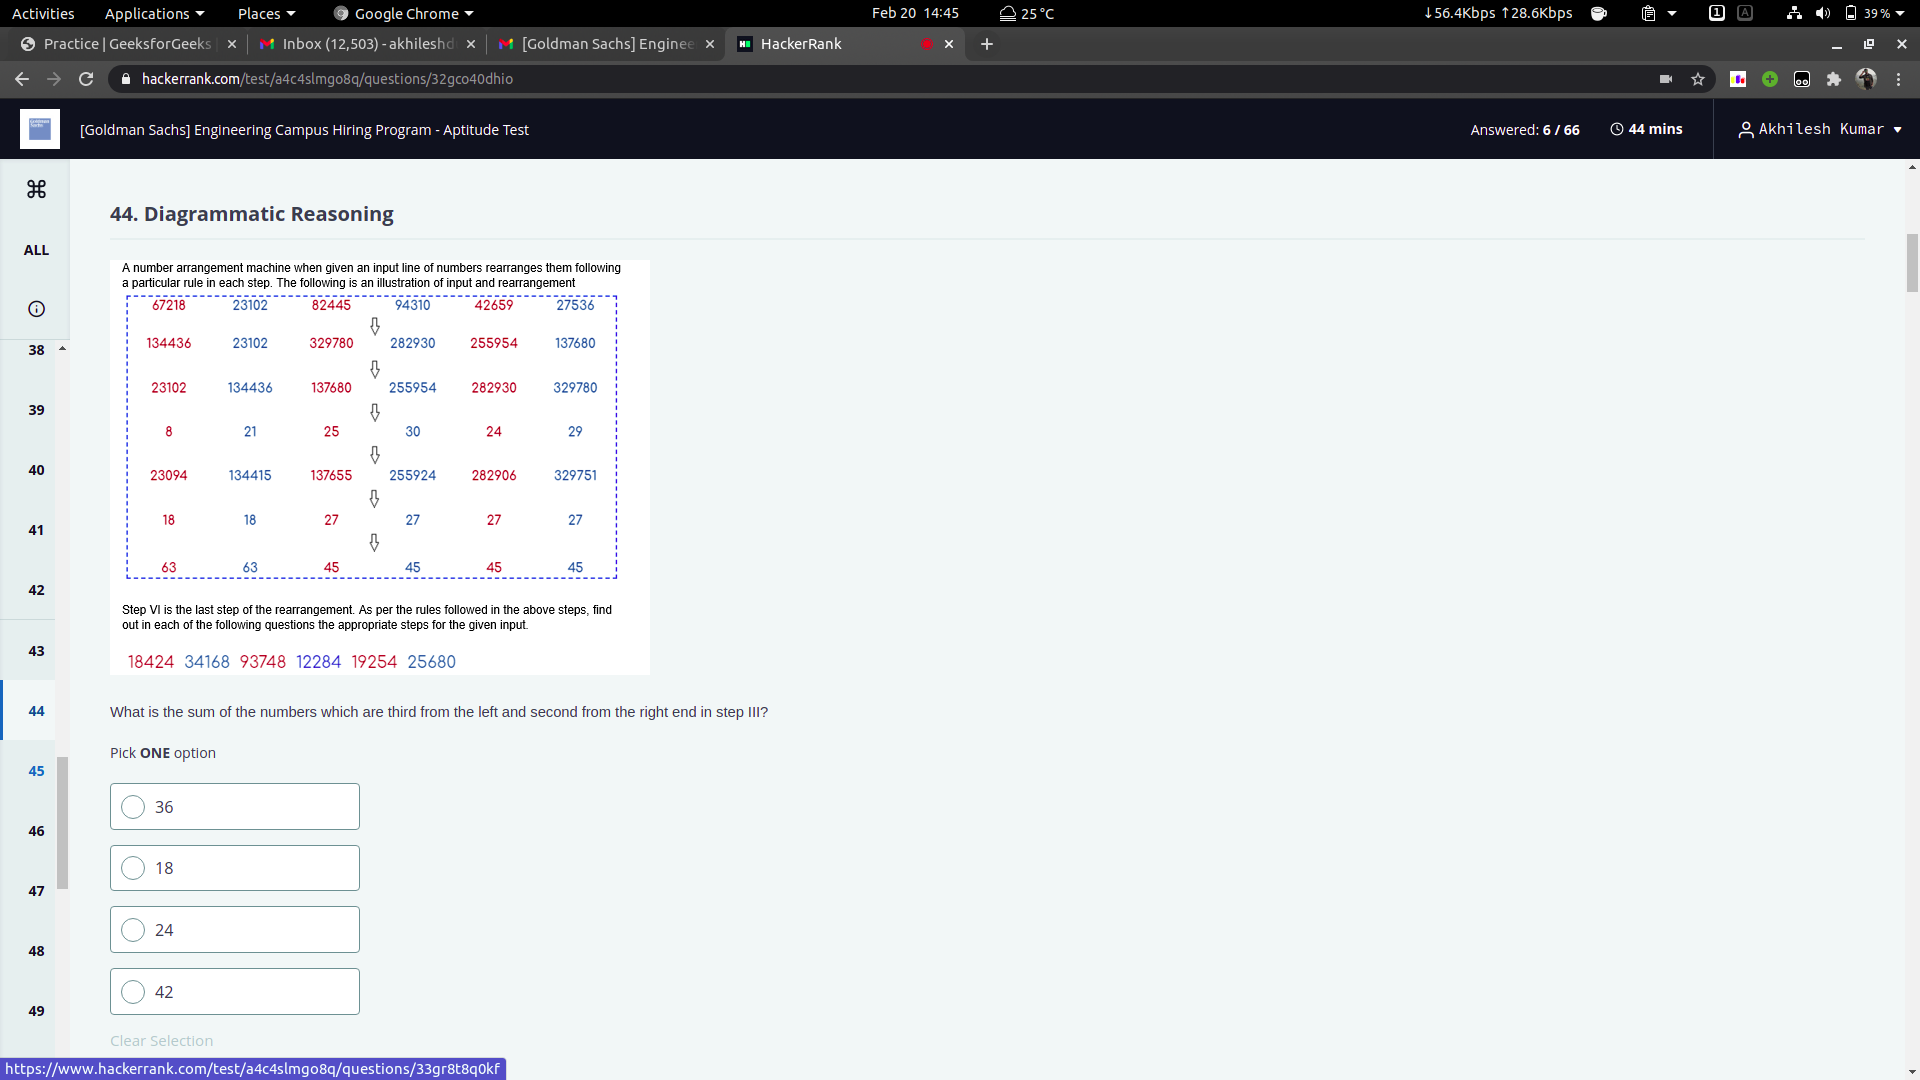 Activities Applications Places Google Chrome Feb 20 14:45 25 °C ↓56.4Kbps ↑28.6Kbps 1 A 39 %
Practice | GeeksforGeeks Inbox (12,503) - akhileshd [Goldman Sachs] Enginee HackerRank
hackerrank.com/test/a4c4slmgo8q/questions/32gco40dhio
[Goldman Sachs] Engineering Campus Hiring Program - Aptitude Test Answered: 6 / 66 44 mins Akhilesh Kumar
ALL
38
39
40
41
42
43
44
45
46
47
48
49
44. Diagrammatic Reasoning
A number arrangement machine when given an input line of numbers rearranges them following
a particular rule in each step. The following is an illustration of input and rearrangement
67218 23102 82445 94310 42659 27536
134436 23102 329780 282930 255954 137680
23102 134436 137680 255954 282930 329780
8 21 25 30 24 29
23094 134415 137655 255924 282906 329751
18 18 27 27 27 27
63 63 45 45 45 45
Step VI is the last step of the rearrangement. As per the rules followed in the above steps, find
out in each of the following questions the appropriate steps for the given input.
18424 34168 93748 12284 19254 25680
What is the sum of the numbers which are third from the left and second from the right end in step III?
Pick ONE option
36
18
24
42
Clear Selection
https://www.hackerrank.com/test/a4c4slmgo8q/questions/33gr8t8q0kf